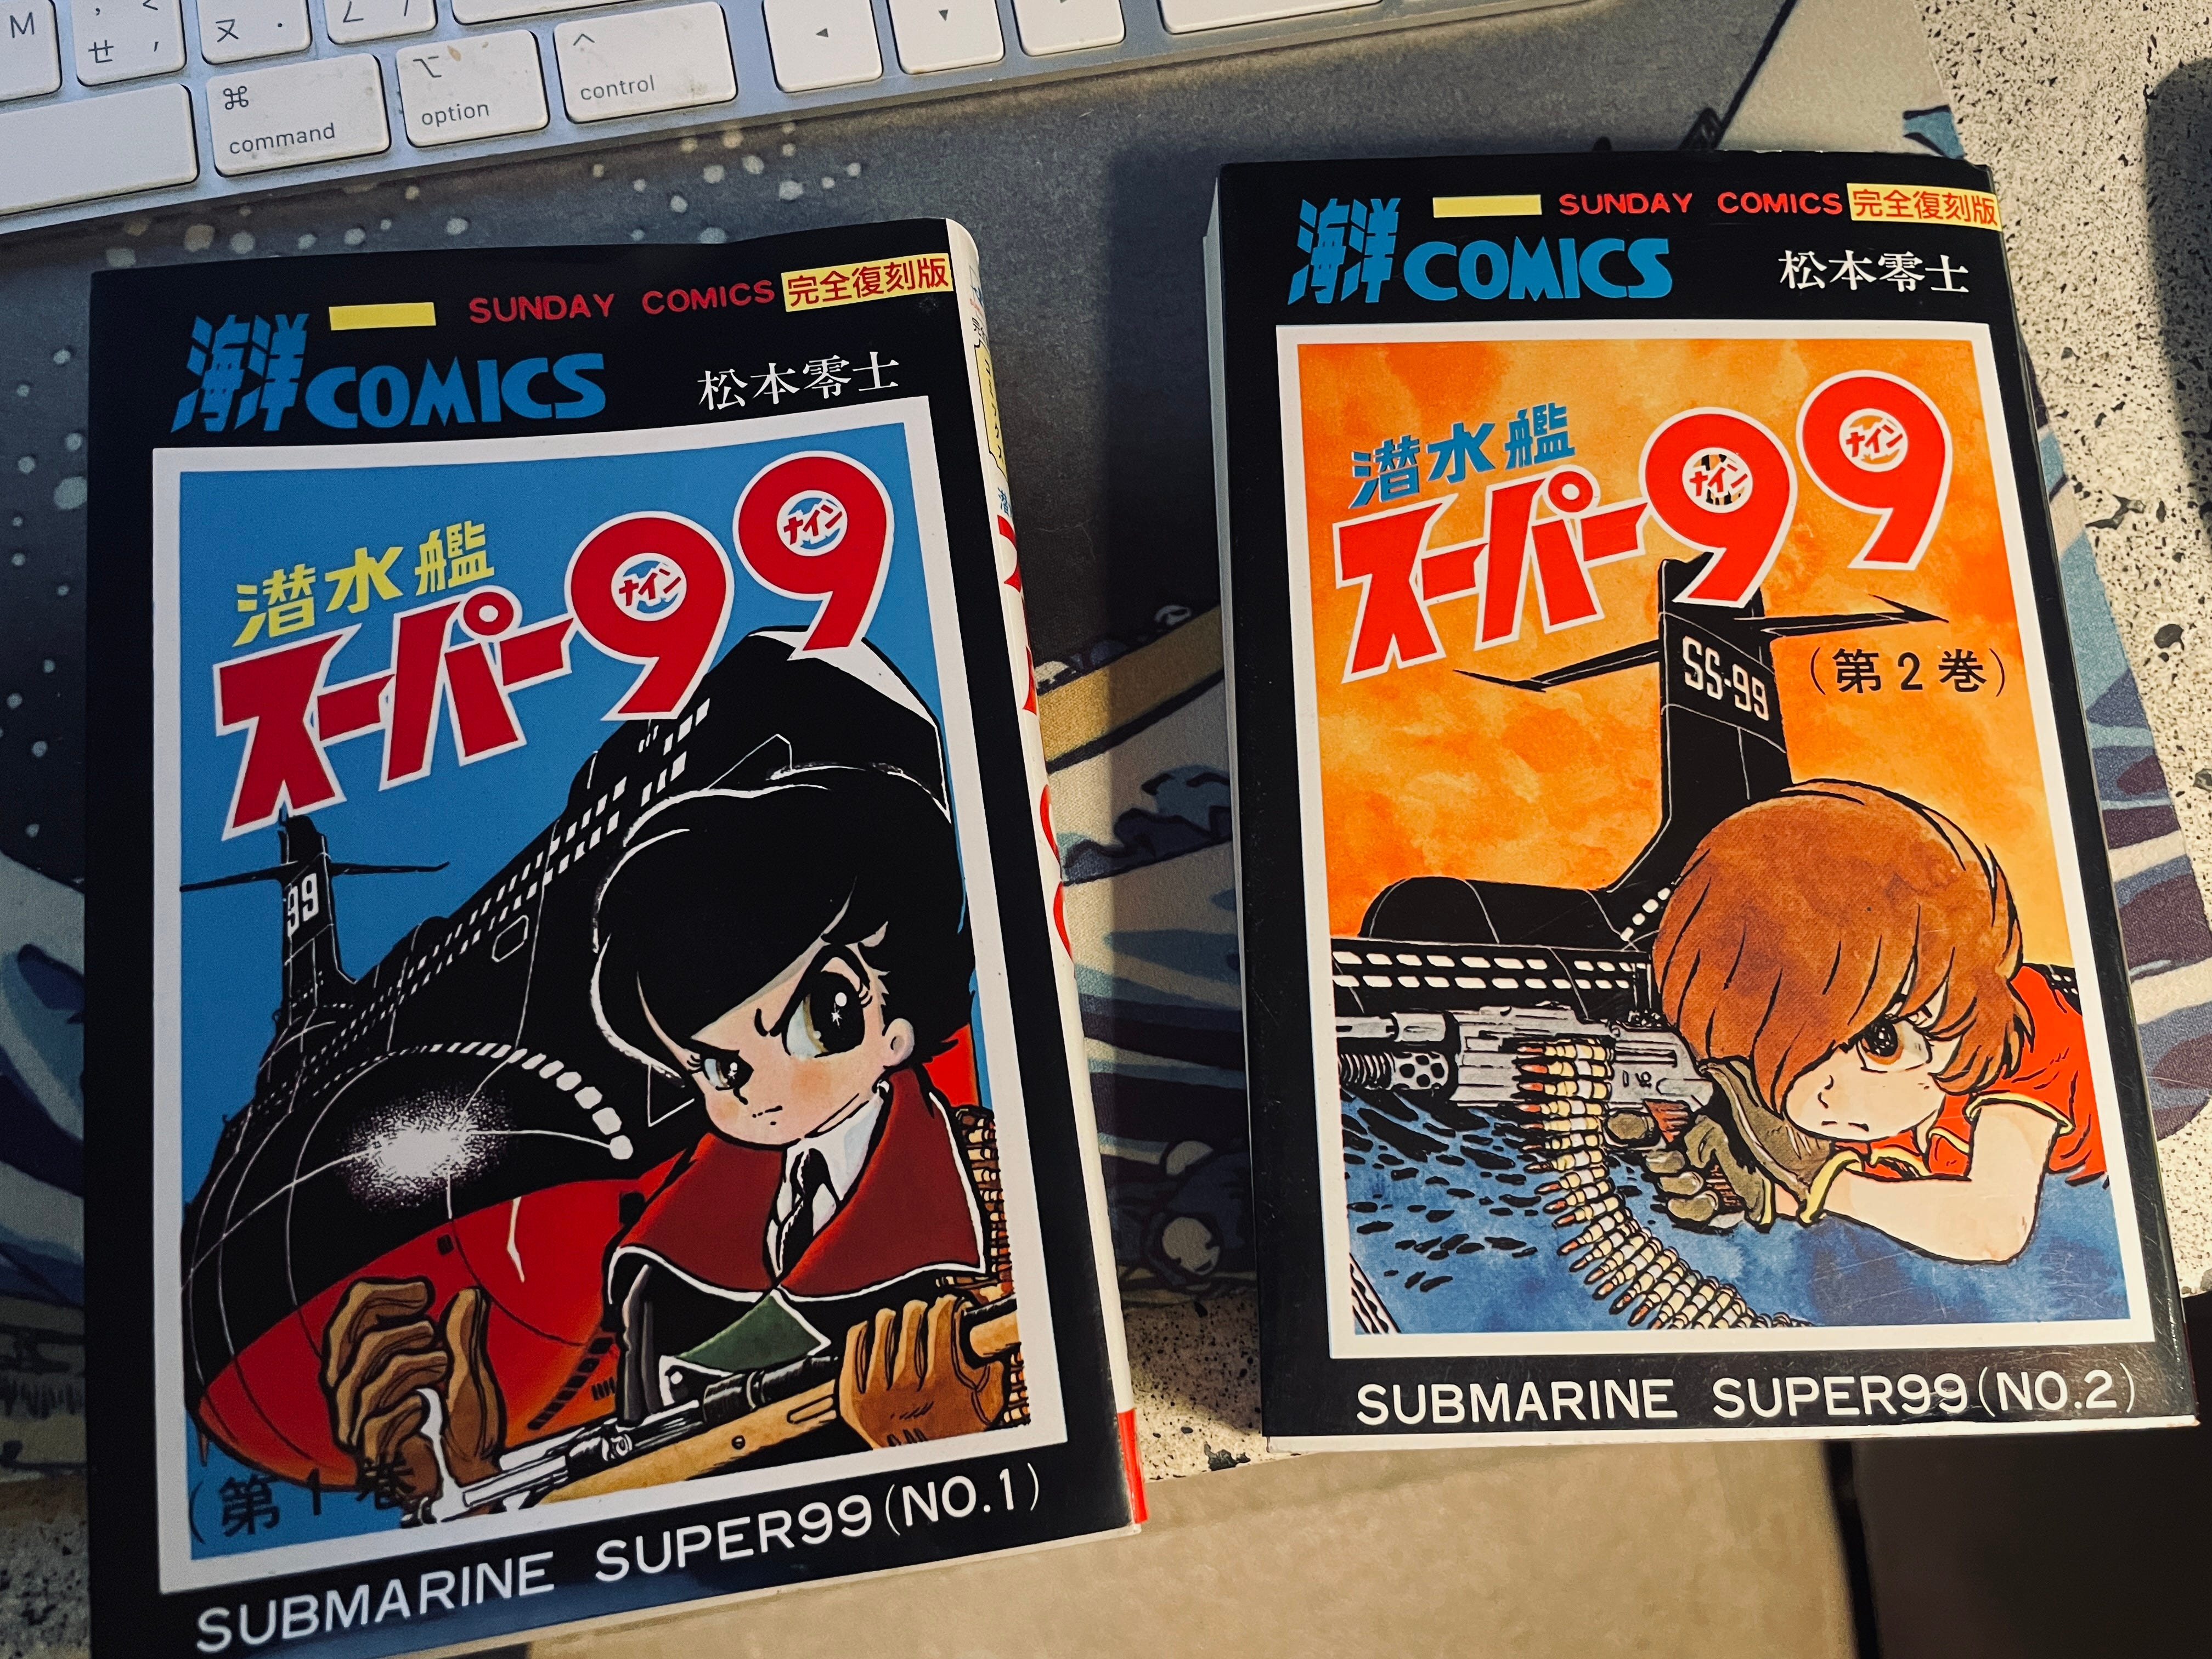 M
せ
ヌ
⌘
command
⌥
option
^
control
SUNDAY COMICS 完全復刻版
海洋COMICS
松本零士
潜水艦
スーパー99
ナイン ナイン
99
(第1巻
SUBMARINE SUPER99(NO.1)
SUNDAY COMICS 完全復刻版
海洋COMICS
松本零士
潜水艦
スーパー99
ナイン ナイン
SS-99
(第2巻)
SUBMARINE SUPER99(NO.2)